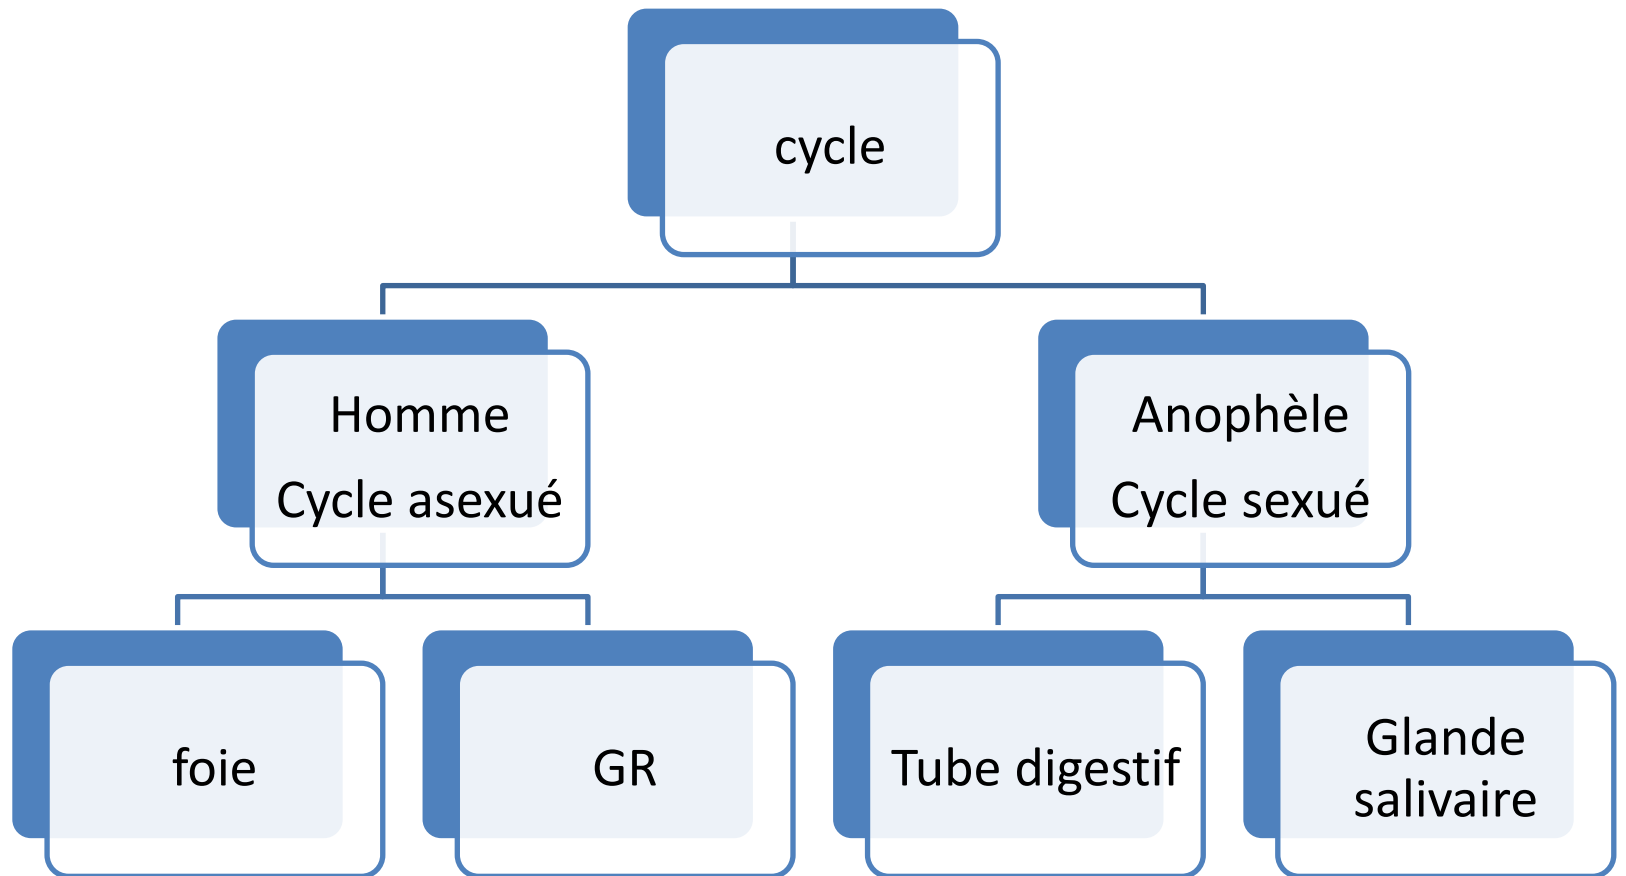 cycle
Homme
Cycle asexué
Anophèle
Cycle sexué
foie
GR
Tube digestif
Glande
salivaire